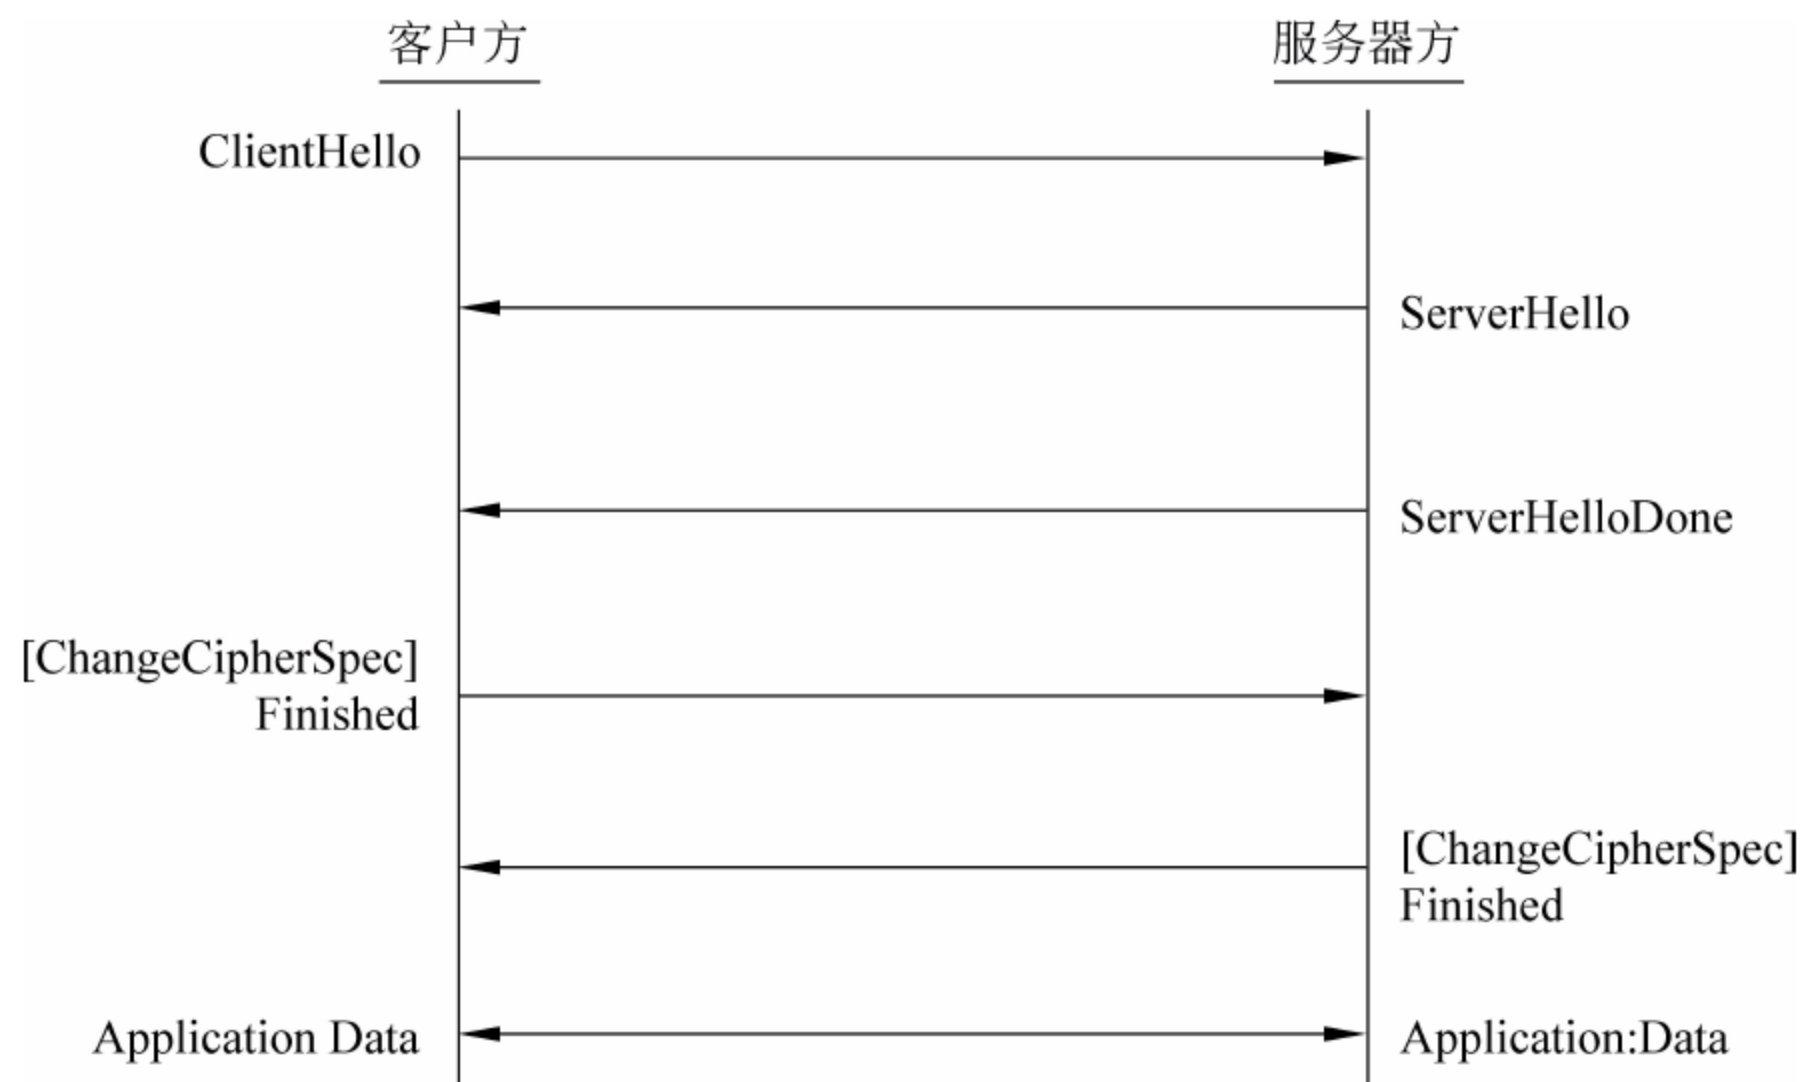 客户方
服务器方
ClientHello
ServerHello
ServerHelloDone
[ChangeCipherSpec]
Finished
[ChangeCipherSpec]
Finished
Application Data
Application:Data